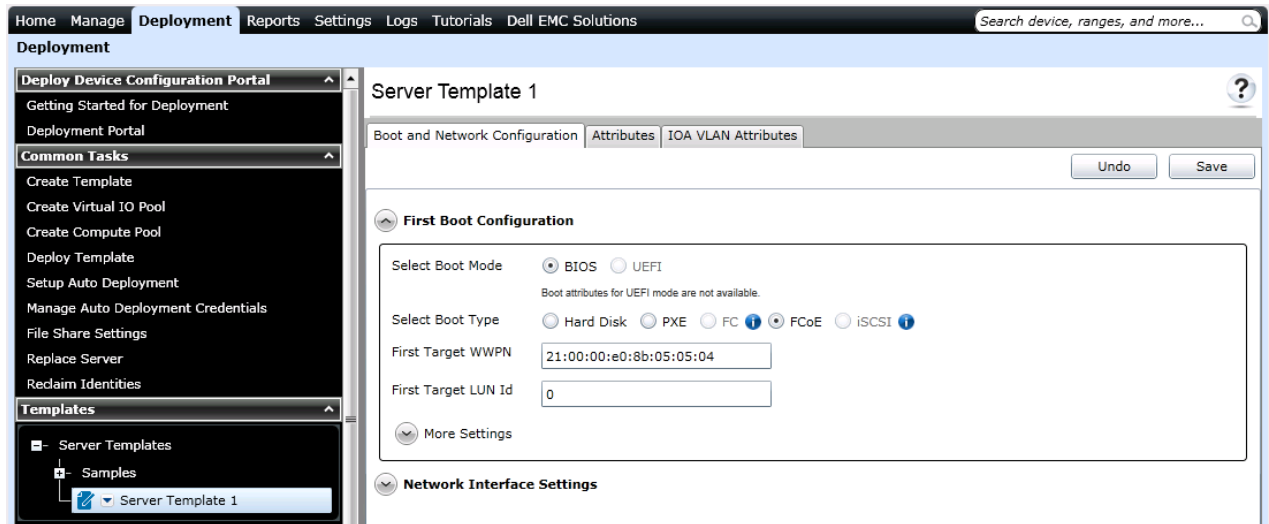 Home Manage Deployment Reports Settings Logs Tutorials Dell EMC Solutions
Search device, ranges, and more...
Deployment
Deploy Device Configuration Portal
Getting Started for Deployment
Deployment Portal
Common Tasks
Create Template
Create Virtual IO Pool
Create Compute Pool
Deploy Template
Setup Auto Deployment
Manage Auto Deployment Credentials
File Share Settings
Replace Server
Reclaim Identities
Templates
Server Templates
Samples
Server Template 1
Server Template 1
?
Boot and Network Configuration Attributes IOA VLAN Attributes
Undo Save
First Boot Configuration
Select Boot Mode BIOS UEFI
Boot attributes for UEFI mode are not available.
Select Boot Type Hard Disk PXE FC i FCoE iSCSI i
First Target WWPN 21:00:00:e0:8b:05:05:04
First Target LUN Id 0
More Settings
Network Interface Settings